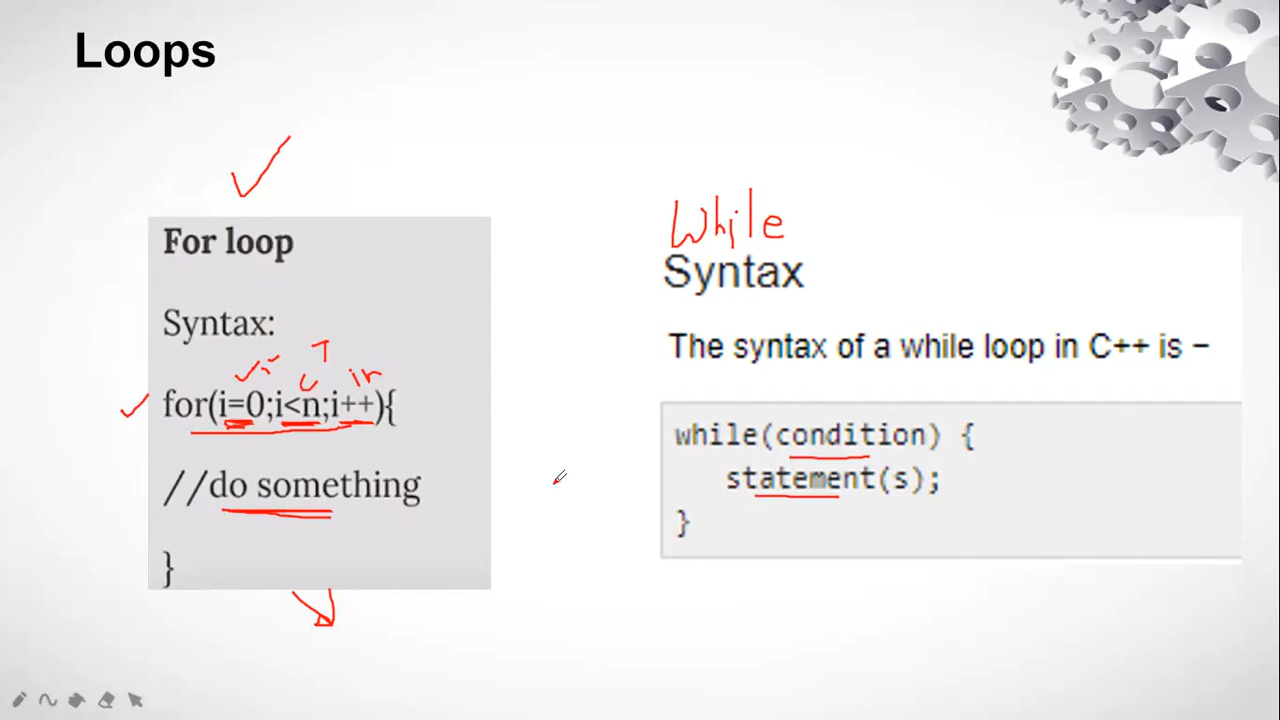 Loops
For loop
Syntax:
for(i=0;i<n;i++){
//do something
}
While
Syntax
The syntax of a while loop in C++ is −
while(condition) {
statement(s);
}